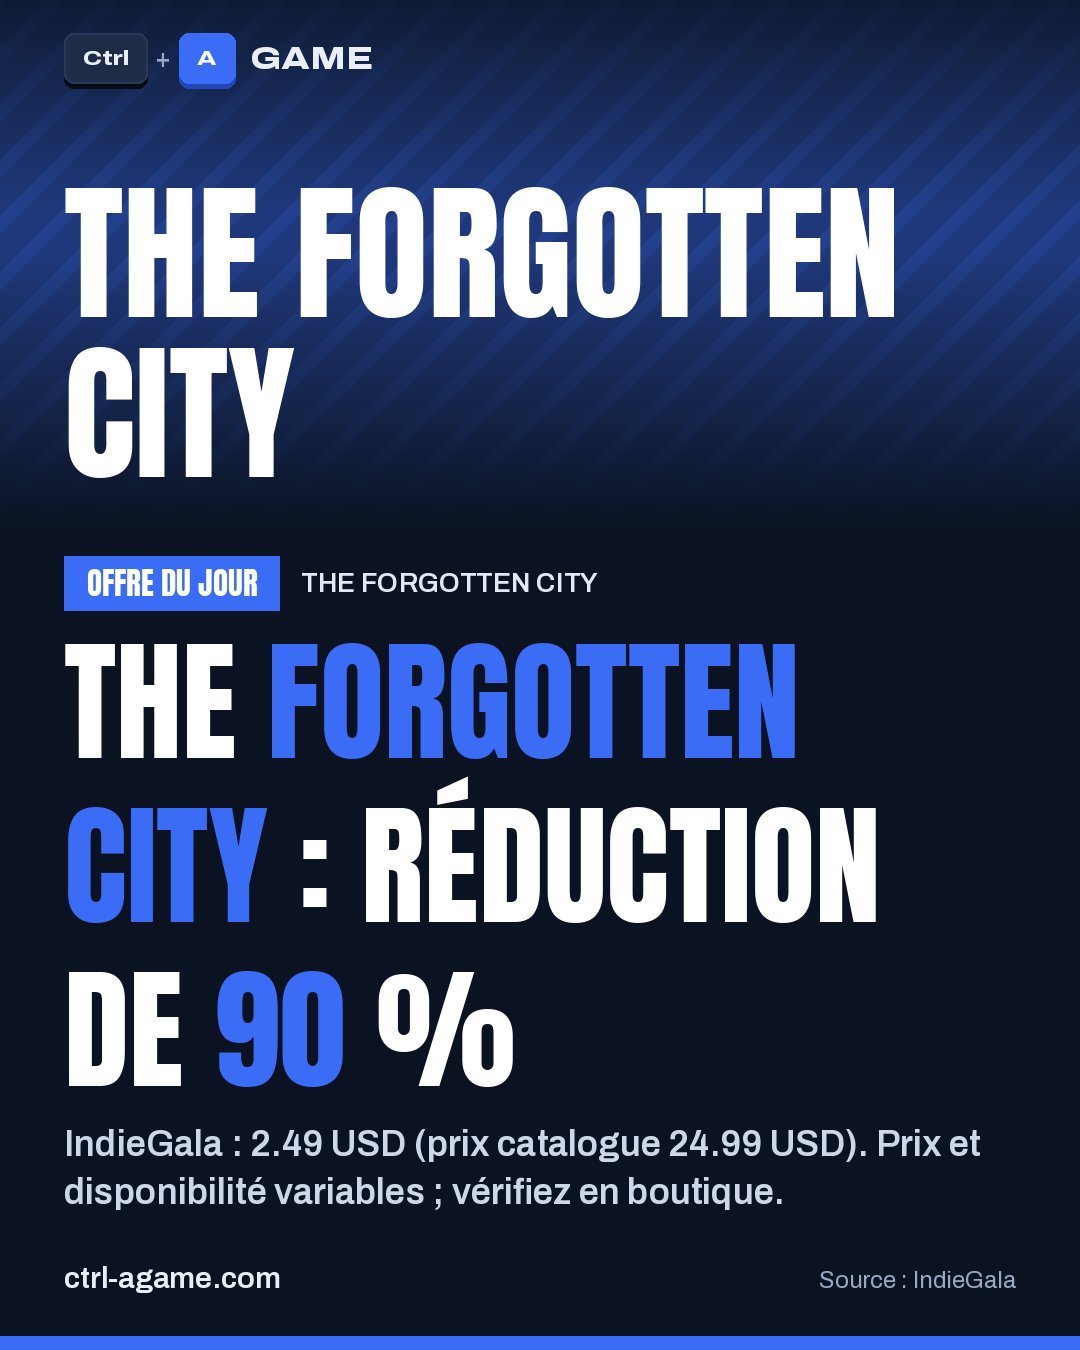 Ctrl + A GAME
THE FORGOTTEN
CITY
OFFRE DU JOUR THE FORGOTTEN CITY
THE FORGOTTEN
CITY : RÉDUCTION
DE 90 %
IndieGala : 2.49 USD (prix catalogue 24.99 USD). Prix et
disponibilité variables ; vérifiez en boutique.
ctrl-agame.com Source : IndieGala